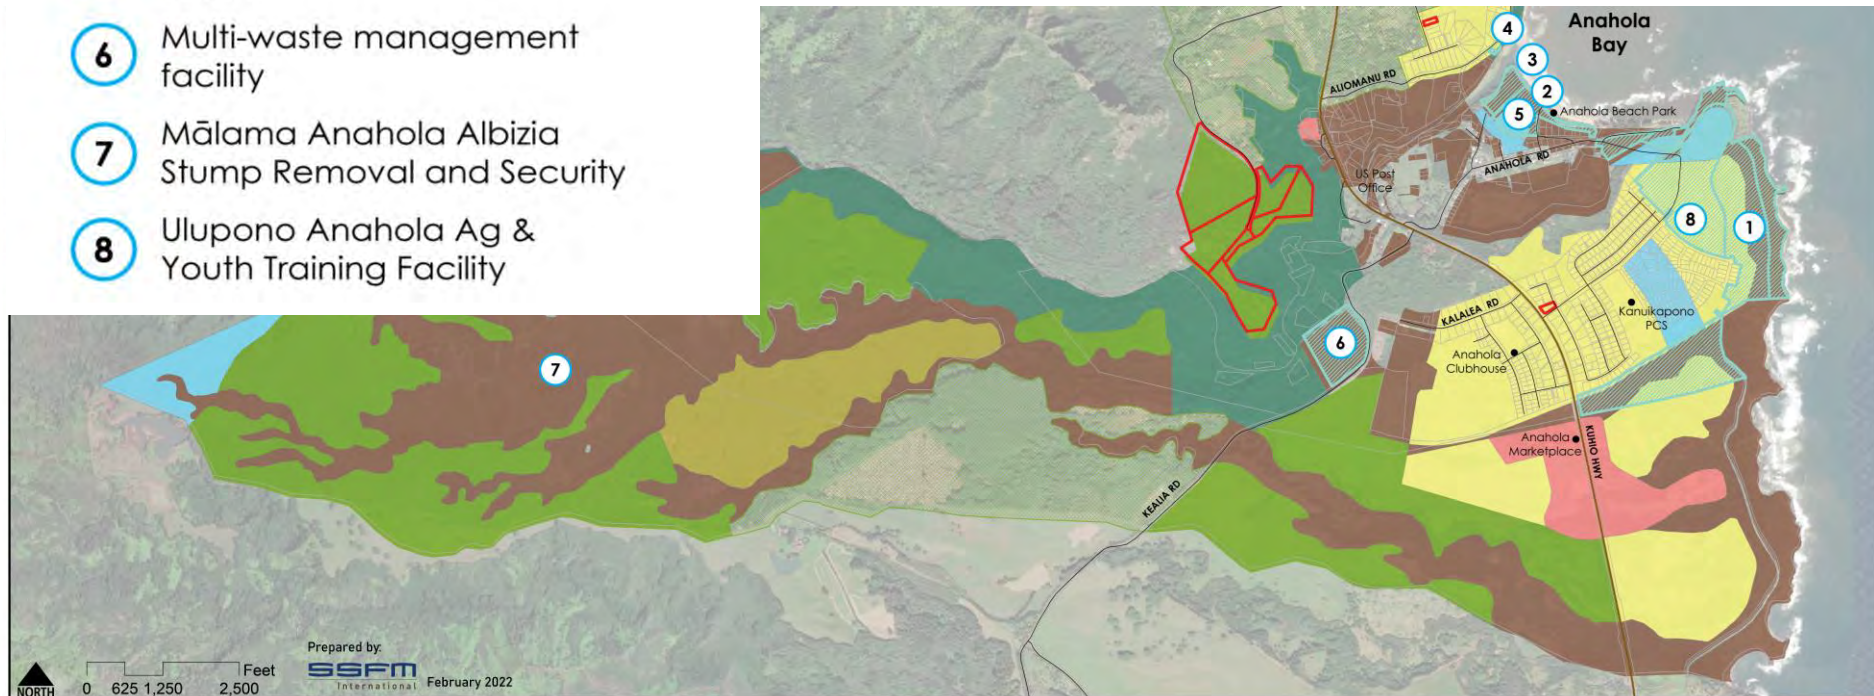 6
Multi-waste management
facility
7
Mālama Anahola Albizia
Stump Removal and Security
8
Ulupono Anahola Ag &
Youth Training Facility
Anahola
Bay
4
3
2
5
Anahola Beach Park
ALIOMANU RD
ANAHOLA RD
US Post
Office
8
1
KALALEA RD
Kanuikapono
PCS
6
Anahola
Clubhouse
7
Anahola
Marketplace
KUHIO HWY
KEALIA RD
NORTH
0 625 1,250 2,500
Feet
Prepared by:
SSFM
International
February 2022